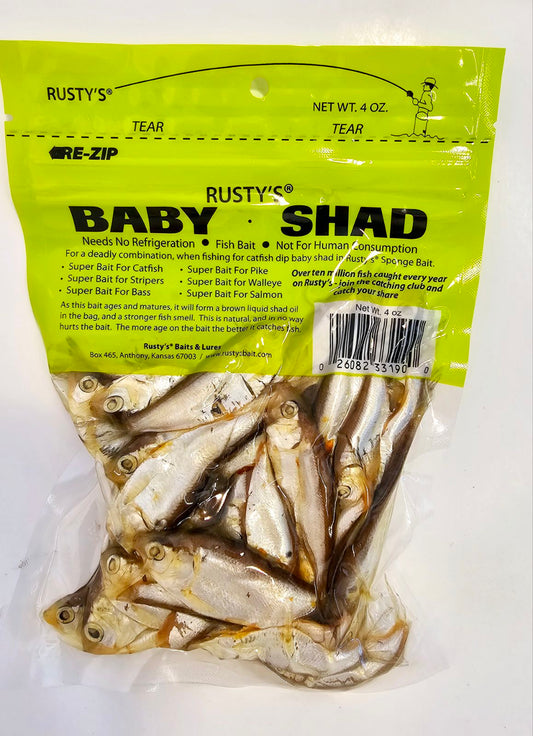 RUSTY'S®
NET WT. 4 OZ.
TEAR TEAR
RE-ZIP
RUSTY'S®
BABY · SHAD
Needs No Refrigeration • Fish Bait • Not For Human Consumption
For a deadly combination, when fishing for catfish dip baby shad in Rusty's® Sponge Bait.
· Super Bait For Catfish
· Super Bait For Stripers
· Super Bait For Bass
· Super Bait For Pike
· Super Bait for Walleye
· Super Bait For Salmon
Over ten million fish caught every year
on Rusty's - Join the catching club and
catch your share
As this bait ages and matures, it will form a brown liquid shad oil
in the bag, and a stronger fish smell. This is natural, and in no way
hurts the bait. The more age on the bait the better it catches fish.
Rusty's® Baits & Lures
Box 465, Anthony, Kansas 67003 / www.rustysbait.com
Net Wt. 4 oz
0 26082 33190 0